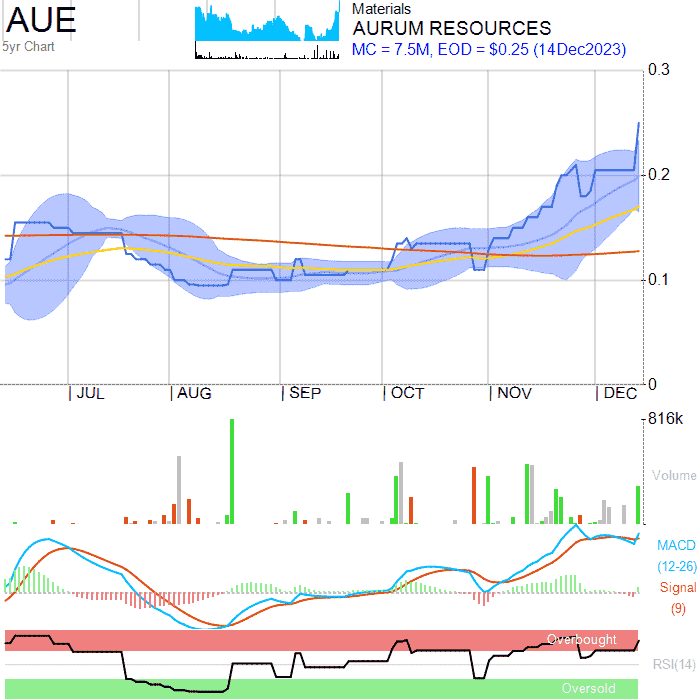 AUE
5yr Chart
Materials
AURUM RESOURCES
MC = 7.5M, EOD = $0.25 (14Dec2023)
0.3
0.2
0.1
0
JUL AUG SEP OCT NOV DEC
816k
Volume
MACD
(12-26)
Signal
(9)
Overbought
RSI(14)
Oversold